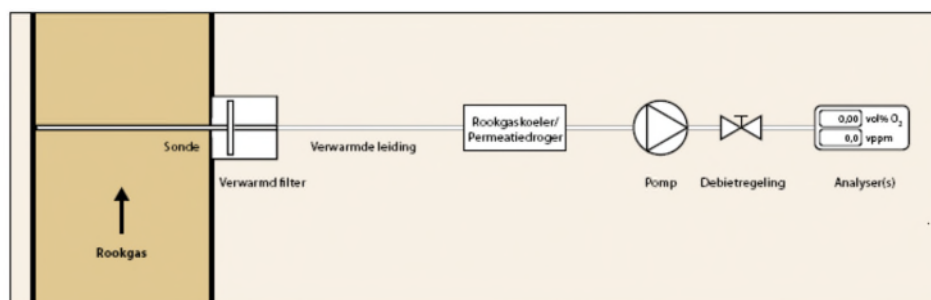 Rookgaskoeler/
Permeatiedroger
0,00 vol% O₂
0,0 vppm
Sonde
Verwarmde leiding
Verwarmd filter
Pomp
Debietregeling
Analyser(s)
Rookgas